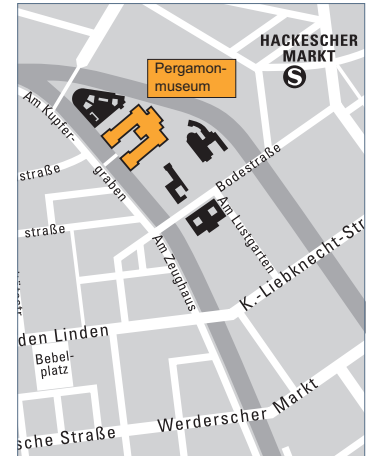 HACKESCHER
MARKT
S
Pergamon-
museum
Am Kupfer-
graben
straße
Bodestraße
straße
Am Lustgarten
Am Zeughaus
K.-Liebknecht-Str
den Linden
Bebel-
platz
Werderscher Markt
sche Straße